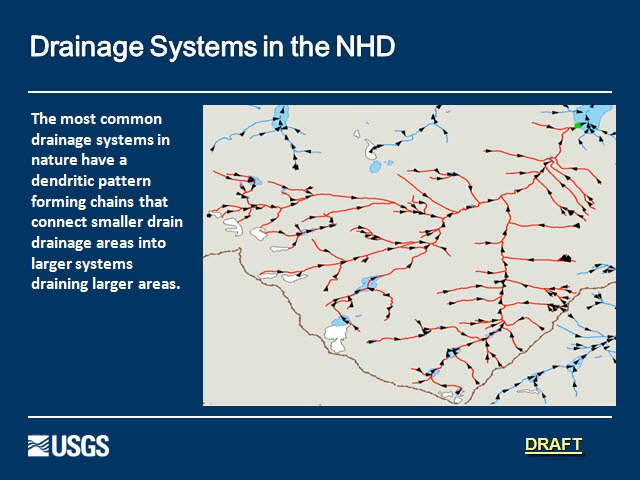 Drainage Systems in the NHD
The most common
drainage systems in
nature have a
dendritic pattern
forming chains that
connect smaller drain
drainage areas into
larger systems
draining larger areas.
USGS
DRAFT